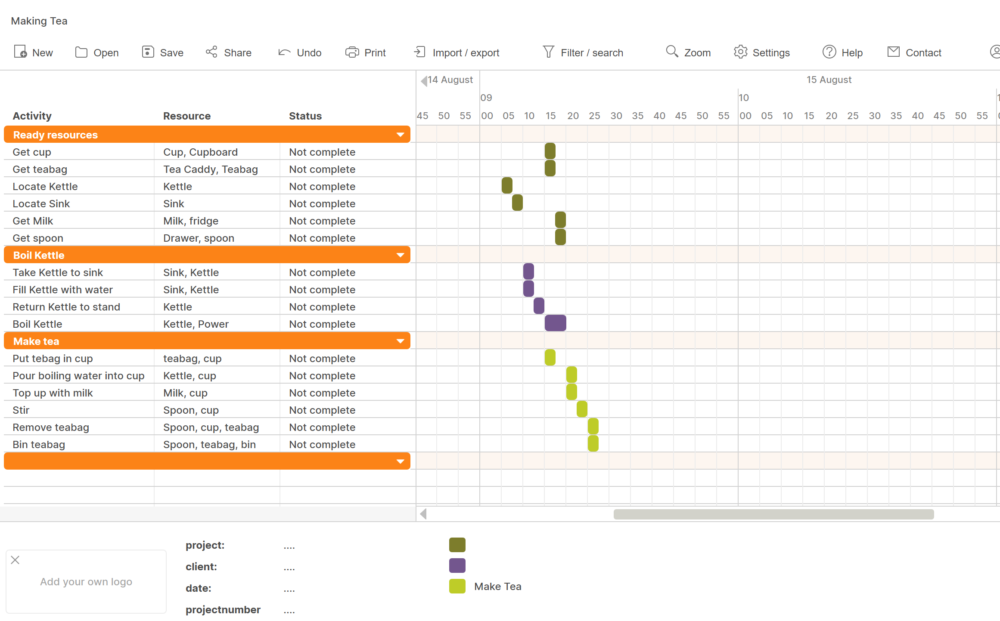 Making Tea
New Open Save Share Undo Print Import / export Filter / search Zoom Settings Help Contact
14 August 15 August
09 10
Activity Resource Status 45 50 55 00 05 10 15 20 25 30 35 40 45 50 55 00 05 10 15 20 25 30 35 40 45 50 55
Ready resources
Get cup Cup, Cupboard Not complete
Get teabag Tea Caddy, Teabag Not complete
Locate Kettle Kettle Not complete
Locate Sink Sink Not complete
Get Milk Milk, fridge Not complete
Get spoon Drawer, spoon Not complete
Boil Kettle
Take Kettle to sink Sink, Kettle Not complete
Fill Kettle with water Sink, Kettle Not complete
Return Kettle to stand Kettle Not complete
Boil Kettle Kettle, Power Not complete
Make tea
Put tebag in cup teabag, cup Not complete
Pour boiling water into cup Kettle, cup Not complete
Top up with milk Milk, cup Not complete
Stir Spoon, cup Not complete
Remove teabag Spoon, cup, teabag Not complete
Bin teabag Spoon, teabag, bin Not complete
project: ....
client: ....
Add your own logo
date: ....
Make Tea
projectnumber ....